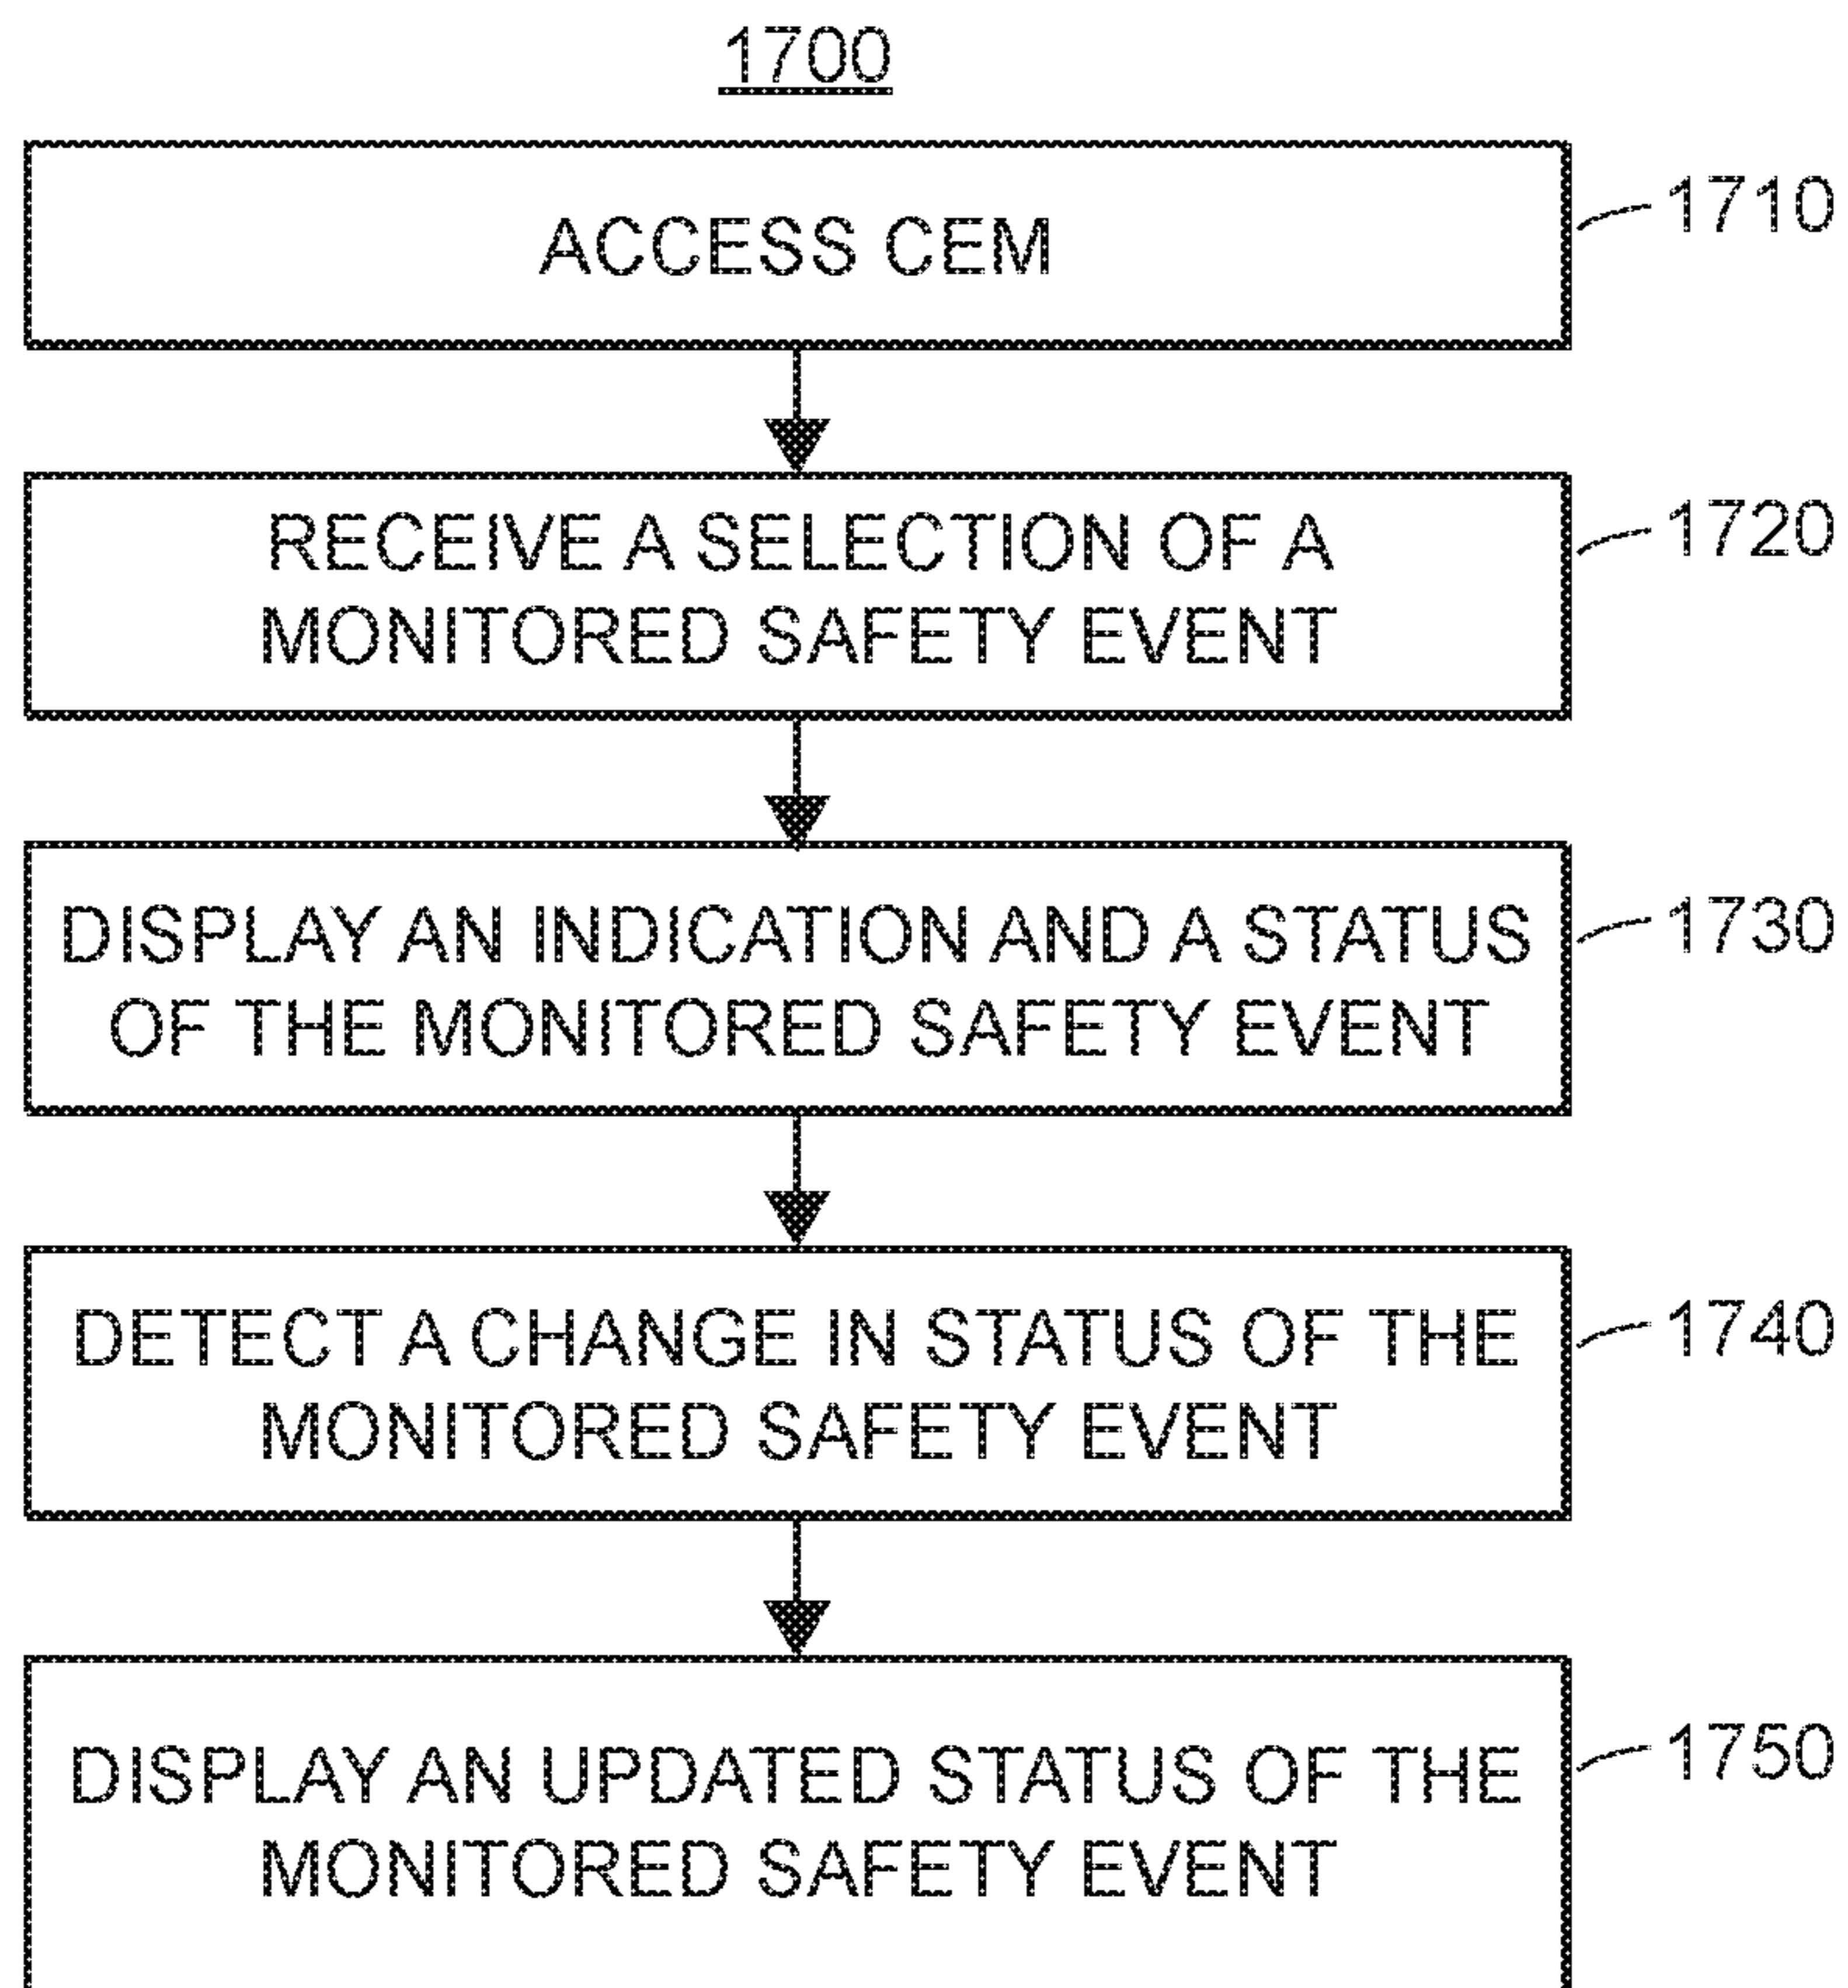 1700
ACCESS CEM
1710
RECEIVE A SELECTION OF A
MONITORED SAFETY EVENT
1720
DISPLAY AN INDICATION AND A STATUS
OF THE MONITORED SAFETY EVENT
1730
DETECT A CHANGE IN STATUS OF THE
MONITORED SAFETY EVENT
1740
DISPLAY AN UPDATED STATUS OF THE
MONITORED SAFETY EVENT
1750